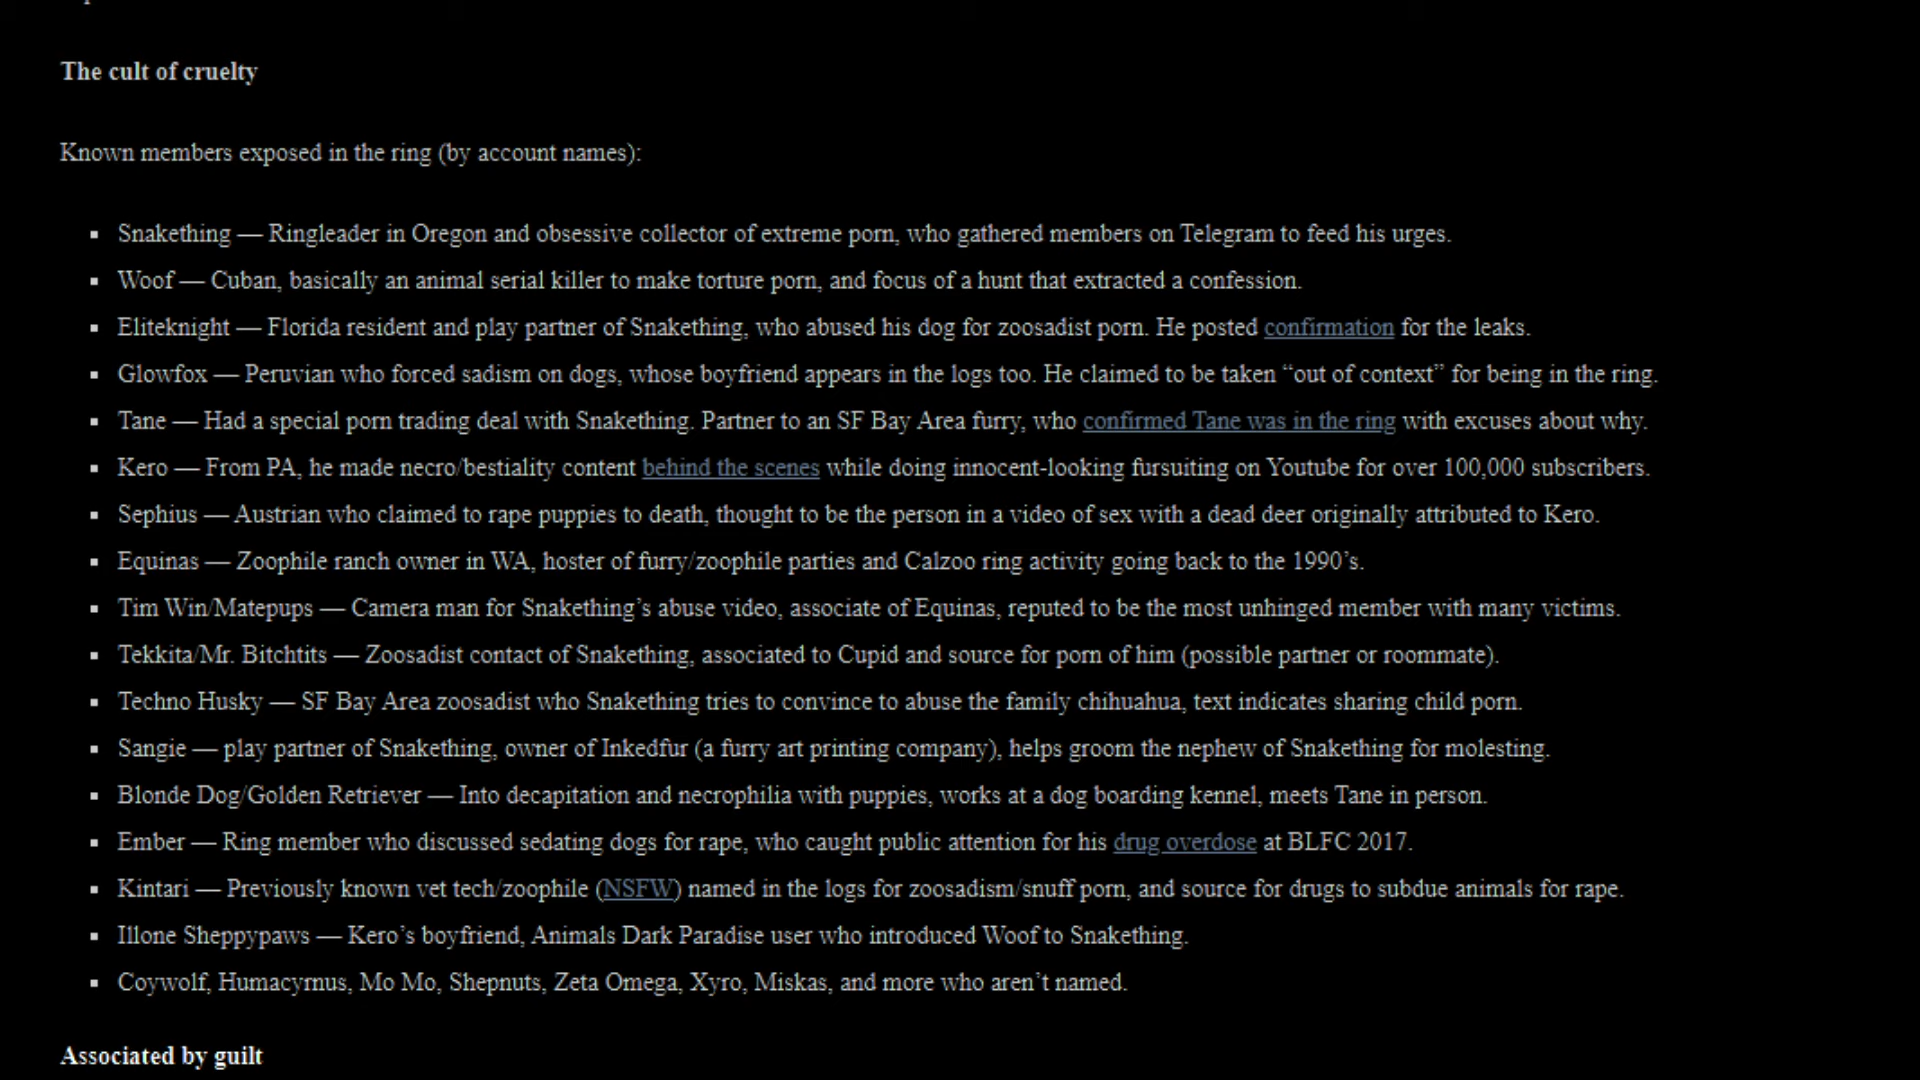 The cult of cruelty
Known members exposed in the ring (by account names):
Snakething — Ringleader in Oregon and obsessive collector of extreme porn, who gathered members on Telegram to feed his urges.
Woof — Cuban, basically an animal serial killer to make torture porn, and focus of a hunt that extracted a confession.
Eliteknight — Florida resident and play partner of Snakething, who abused his dog for zoosadist porn. He posted confirmation for the leaks.
Glowfox — Peruvian who forced sadism on dogs, whose boyfriend appears in the logs too. He claimed to be taken “out of context” for being in the ring.
Tane — Had a special porn trading deal with Snakething. Partner to an SF Bay Area furry, who confirmed Tane was in the ring with excuses about why.
Kero — From PA, he made necro/bestiality content behind the scenes while doing innocent-looking fursuiting on Youtube for over 100,000 subscribers.
Sephius — Austrian who claimed to rape puppies to death, thought to be the person in a video of sex with a dead deer originally attributed to Kero.
Equinas — Zoophile ranch owner in WA, hoster of furry/zoophile parties and Calzoo ring activity going back to the 1990’s.
Tim Win/Matepups — Camera man for Snakething’s abuse video, associate of Equinas, reputed to be the most unhinged member with many victims.
Tekkita/Mr. Bitchtits — Zoosadist contact of Snakething, associated to Cupid and source for porn of him (possible partner or roommate).
Techno Husky — SF Bay Area zoosadist who Snakething tries to convince to abuse the family chihuahua, text indicates sharing child porn.
Sangie — play partner of Snakething, owner of Inkedfur (a furry art printing company), helps groom the nephew of Snakething for molesting.
Blonde Dog/Golden Retriever — Into decapitation and necrophilia with puppies, works at a dog boarding kennel, meets Tane in person.
Ember — Ring member who discussed sedating dogs for rape, who caught public attention for his drug overdose at BLFC 2017.
Kintari — Previously known vet tech/zoophile (NSFW) named in the logs for zoosadism/snuff porn, and source for drugs to subdue animals for rape.
Illone Sheppypaws — Kero’s boyfriend, Animals Dark Paradise user who introduced Woof to Snakething.
Coywolf, Humacyrnus, Mo Mo, Shepnuts, Zeta Omega, Xyro, Miskas, and more who aren’t named.
Associated by guilt